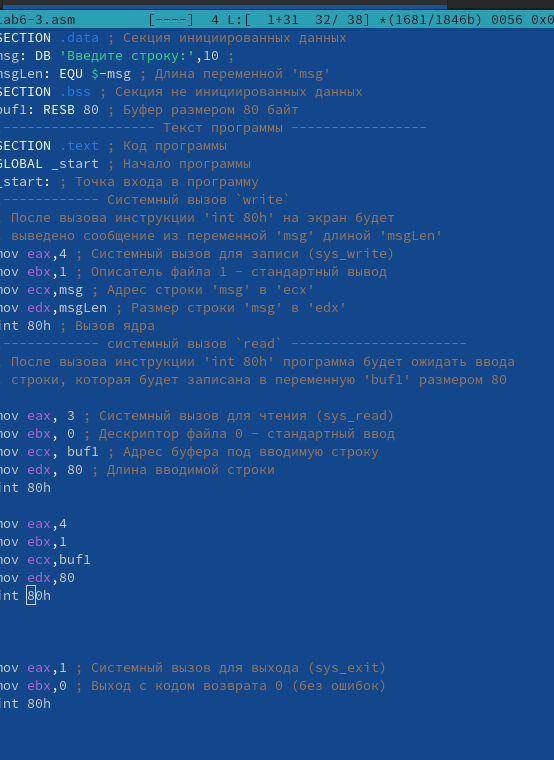 ab6-3.asm [----] 4 L:[ 1+31 32/ 38] *(1681/1846b) 0056 0x0
SECTION .data ; Секция инициированных данных
msg: DB 'Введите строку:',10 ;
msgLen: EQU $-msg ; Длина переменной 'msg'
SECTION .bss ; Секция не инициированных данных
buf1: RESB 80 ; Буфер размером 80 байт
------------------- Текст программы -----------------
SECTION .text ; Код программы
GLOBAL _start ; Начало программы
_start: ; Точка входа в программу
------------ Системный вызов `write`
После вызова инструкции 'int 80h' на экран будет
выведено сообщение из переменной 'msg' длиной 'msgLen'
mov eax,4 ; Системный вызов для записи (sys_write)
mov ebx,1 ; Описатель файла 1 - стандартный вывод
mov ecx,msg ; Адрес строки 'msg' в 'ecx'
mov edx,msgLen ; Размер строки 'msg' в 'edx'
int 80h ; Вызов ядра
------------ системный вызов `read` ----------------------
После вызова инструкции 'int 80h' программа будет ожидать ввода
строки, которая будет записана в переменную 'buf1' размером 80
mov eax, 3 ; Системный вызов для чтения (sys_read)
mov ebx, 0 ; Дескриптор файла 0 - стандартный ввод
mov ecx, buf1 ; Адрес буфера под вводимую строку
mov edx, 80 ; Длина вводимой строки
int 80h
mov eax,4
mov ebx,1
mov ecx,buf1
mov edx,80
int 80h
mov eax,1 ; Системный вызов для выхода (sys_exit)
mov ebx,0 ; Выход с кодом возврата 0 (без ошибок)
int 80h